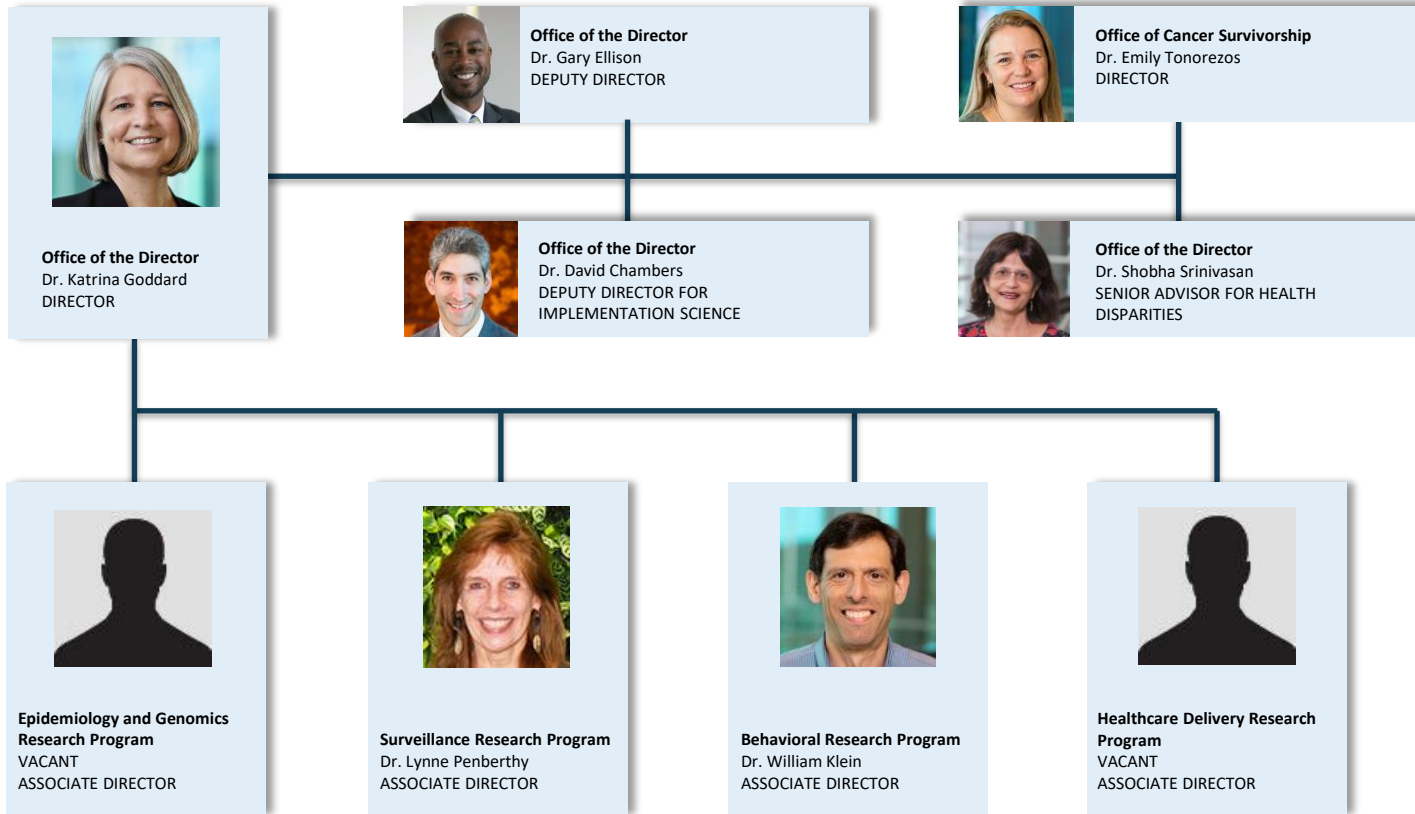 Office of the Director
Dr. Katrina Goddard
DIRECTOR
Office of the Director
Dr. Gary Ellison
DEPUTY DIRECTOR
Office of Cancer Survivorship
Dr. Emily Tonorezos
DIRECTOR
Office of the Director
Dr. David Chambers
DEPUTY DIRECTOR FOR
IMPLEMENTATION SCIENCE
Office of the Director
Dr. Shobha Srinivasan
SENIOR ADVISOR FOR HEALTH
DISPARITIES
Epidemiology and Genomics
Research Program
VACANT
ASSOCIATE DIRECTOR
Surveillance Research Program
Dr. Lynne Penberthy
ASSOCIATE DIRECTOR
Behavioral Research Program
Dr. William Klein
ASSOCIATE DIRECTOR
Healthcare Delivery Research
Program
VACANT
ASSOCIATE DIRECTOR